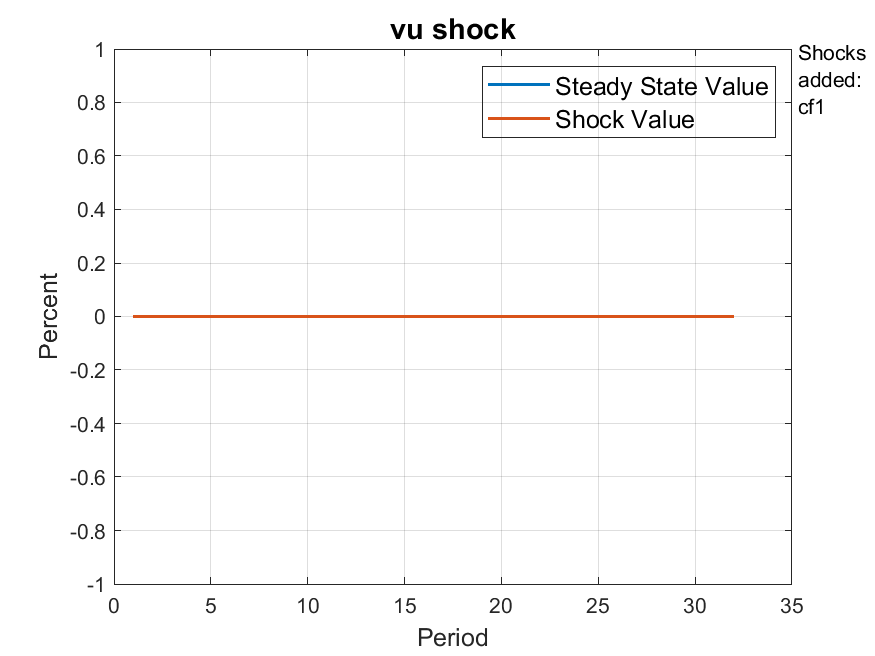 vu shock
Shocks
added:
cf1
Steady State Value
Shock Value
Percent
1
0.8
0.6
0.4
0.2
0
-0.2
-0.4
-0.6
-0.8
-1
0 5 10 15 20 25 30 35
Period